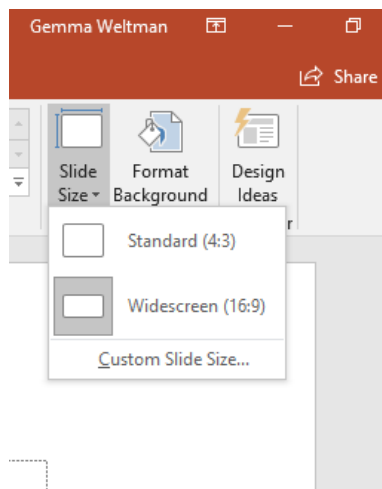 Gemma Weltman
Share
Slide Size
Format Background
Design Ideas
r
Standard (4:3)
Widescreen (16:9)
Custom Slide Size...